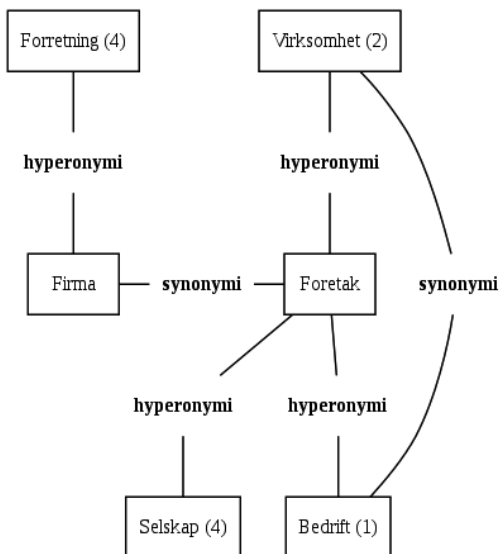 Forretning (4)
Virksomhet (2)
hyperonymi
hyperonymi
Firma
synonymi
Foretak
synonymi
hyperonymi
hyperonymi
Selskap (4)
Bedrift (1)